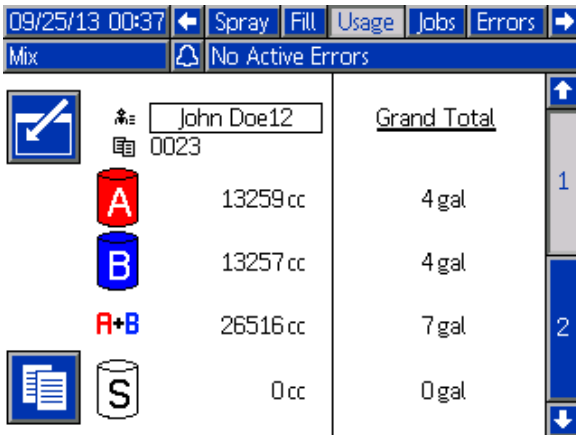 09/25/13 00:37 Spray Fill Usage Jobs Errors
Mix No Active Errors
John Doe12 Grand Total
0023
A 13259 cc 4 gal
1
B 13257 cc 4 gal
A+B 26516 cc 7 gal 2
S 0 cc 0 gal